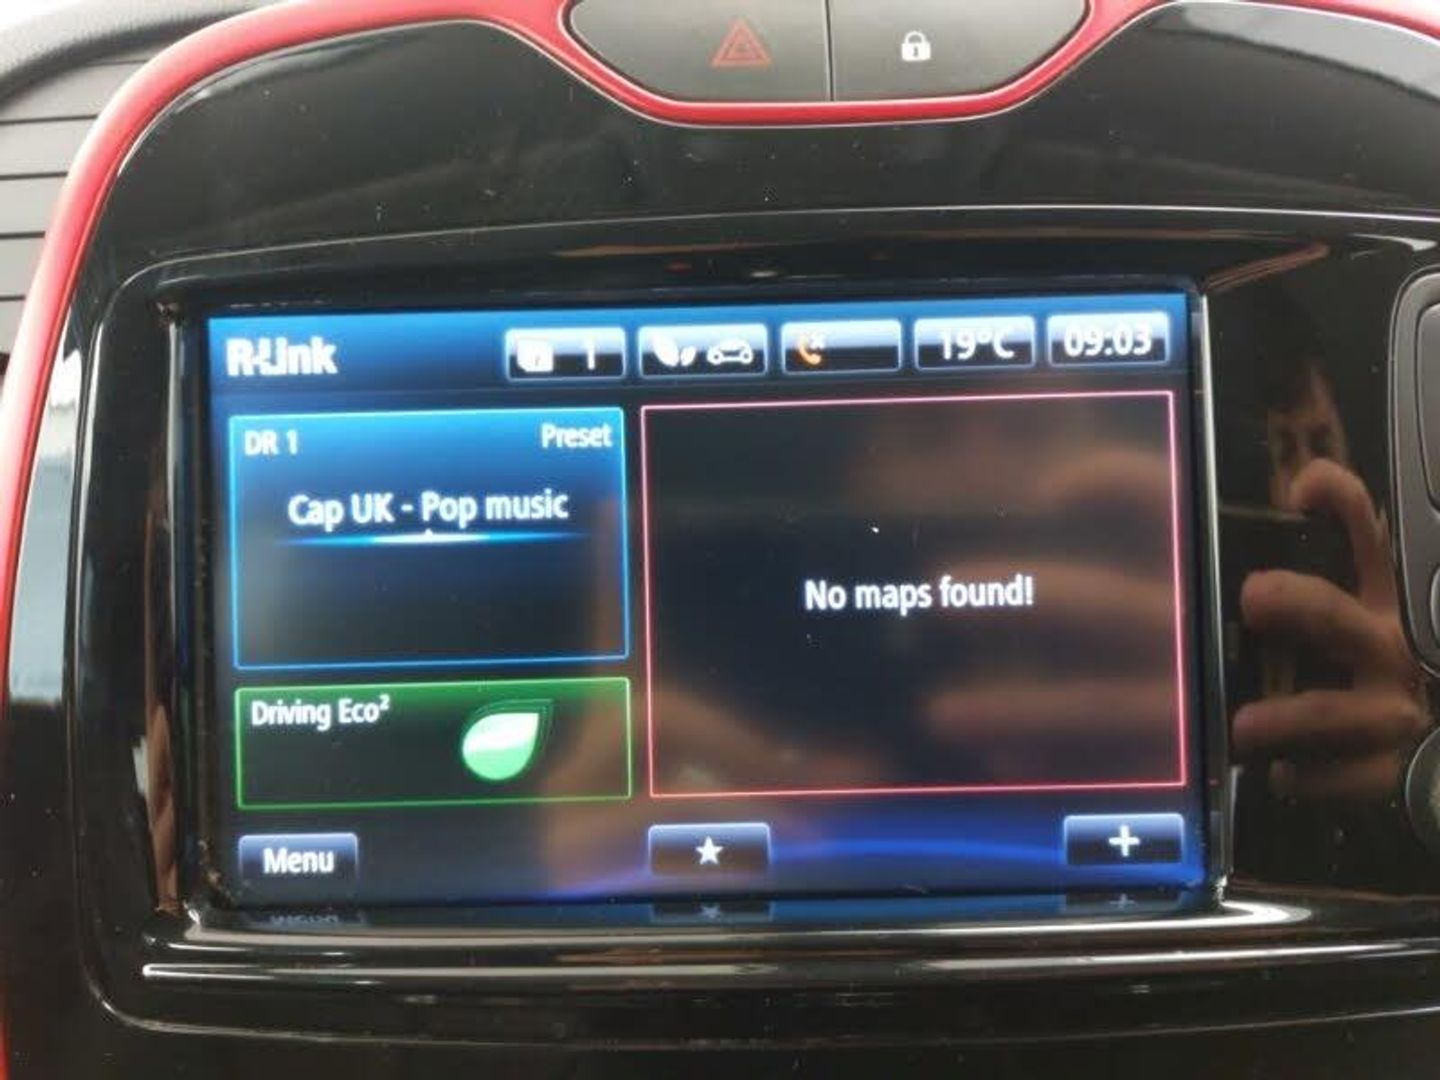 R-Link
1
19°C
09:03
DR 1
Preset
Cap UK - Pop music
No maps found!
Driving Eco²
Menu